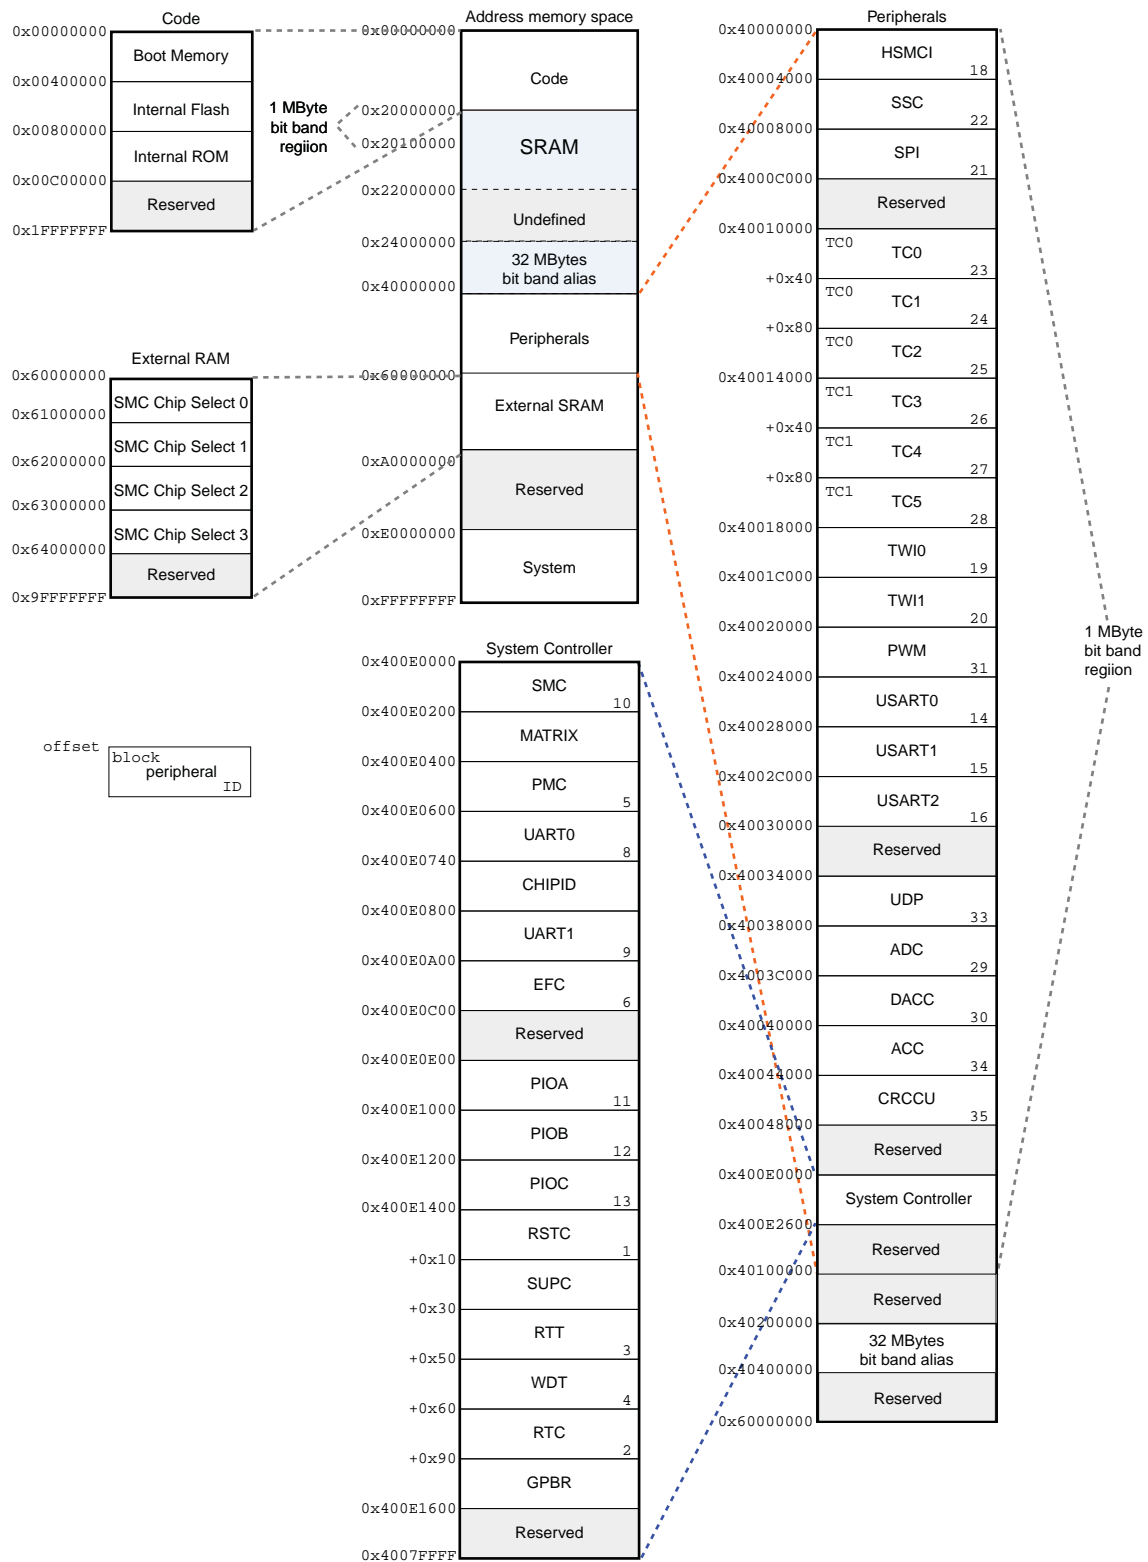 Code
0x00000000
Boot Memory
0x00400000
Internal Flash
0x00800000
Internal ROM
0x00C00000
Reserved
0x1FFFFFFF
1 MByte
bit band
regiion
External RAM
0x60000000
SMC Chip Select 0
0x61000000
SMC Chip Select 1
0x62000000
SMC Chip Select 2
0x63000000
SMC Chip Select 3
0x64000000
Reserved
0x9FFFFFFF
offset
block
peripheral
ID
Address memory space
0x00000000
Code
0x20000000
0x20100000
SRAM
0x22000000
Undefined
0x24000000
32 MBytes
bit band alias
0x40000000
Peripherals
0x60000000
External SRAM
0xA0000000
Reserved
0xE0000000
System
0xFFFFFFFF
System Controller
0x400E0000
SMC
10
0x400E0200
MATRIX
0x400E0400
PMC
5
0x400E0600
UART0
8
0x400E0740
CHIPID
0x400E0800
UART1
9
0x400E0A00
EFC
6
0x400E0C00
Reserved
0x400E0E00
PIOA
11
0x400E1000
PIOB
12
0x400E1200
PIOC
13
0x400E1400
RSTC
1
+0x10
SUPC
+0x30
RTT
3
+0x50
WDT
4
+0x60
RTC
2
+0x90
GPBR
0x400E1600
Reserved
0x4007FFFF
Peripherals
0x40000000
HSMCI
18
0x40004000
SSC
22
0x40008000
SPI
21
0x4000C000
Reserved
0x40010000
TC0
TC0
23
+0x40
TC0
TC1
24
+0x80
TC0
TC2
25
0x40014000
TC1
TC3
26
+0x40
TC1
TC4
27
+0x80
TC1
TC5
28
0x40018000
TWI0
19
0x4001C000
TWI1
20
0x40020000
PWM
31
0x40024000
USART0
14
0x40028000
USART1
15
0x4002C000
USART2
16
0x40030000
Reserved
0x40034000
UDP
33
0x40038000
ADC
29
0x4003C000
DACC
30
0x40040000
ACC
34
0x40044000
CRCCU
35
0x40048000
Reserved
0x400E0000
System Controller
0x400E2600
Reserved
0x40100000
Reserved
0x40200000
32 MBytes
bit band alias
0x40400000
Reserved
0x60000000
1 MByte
bit band
regiion